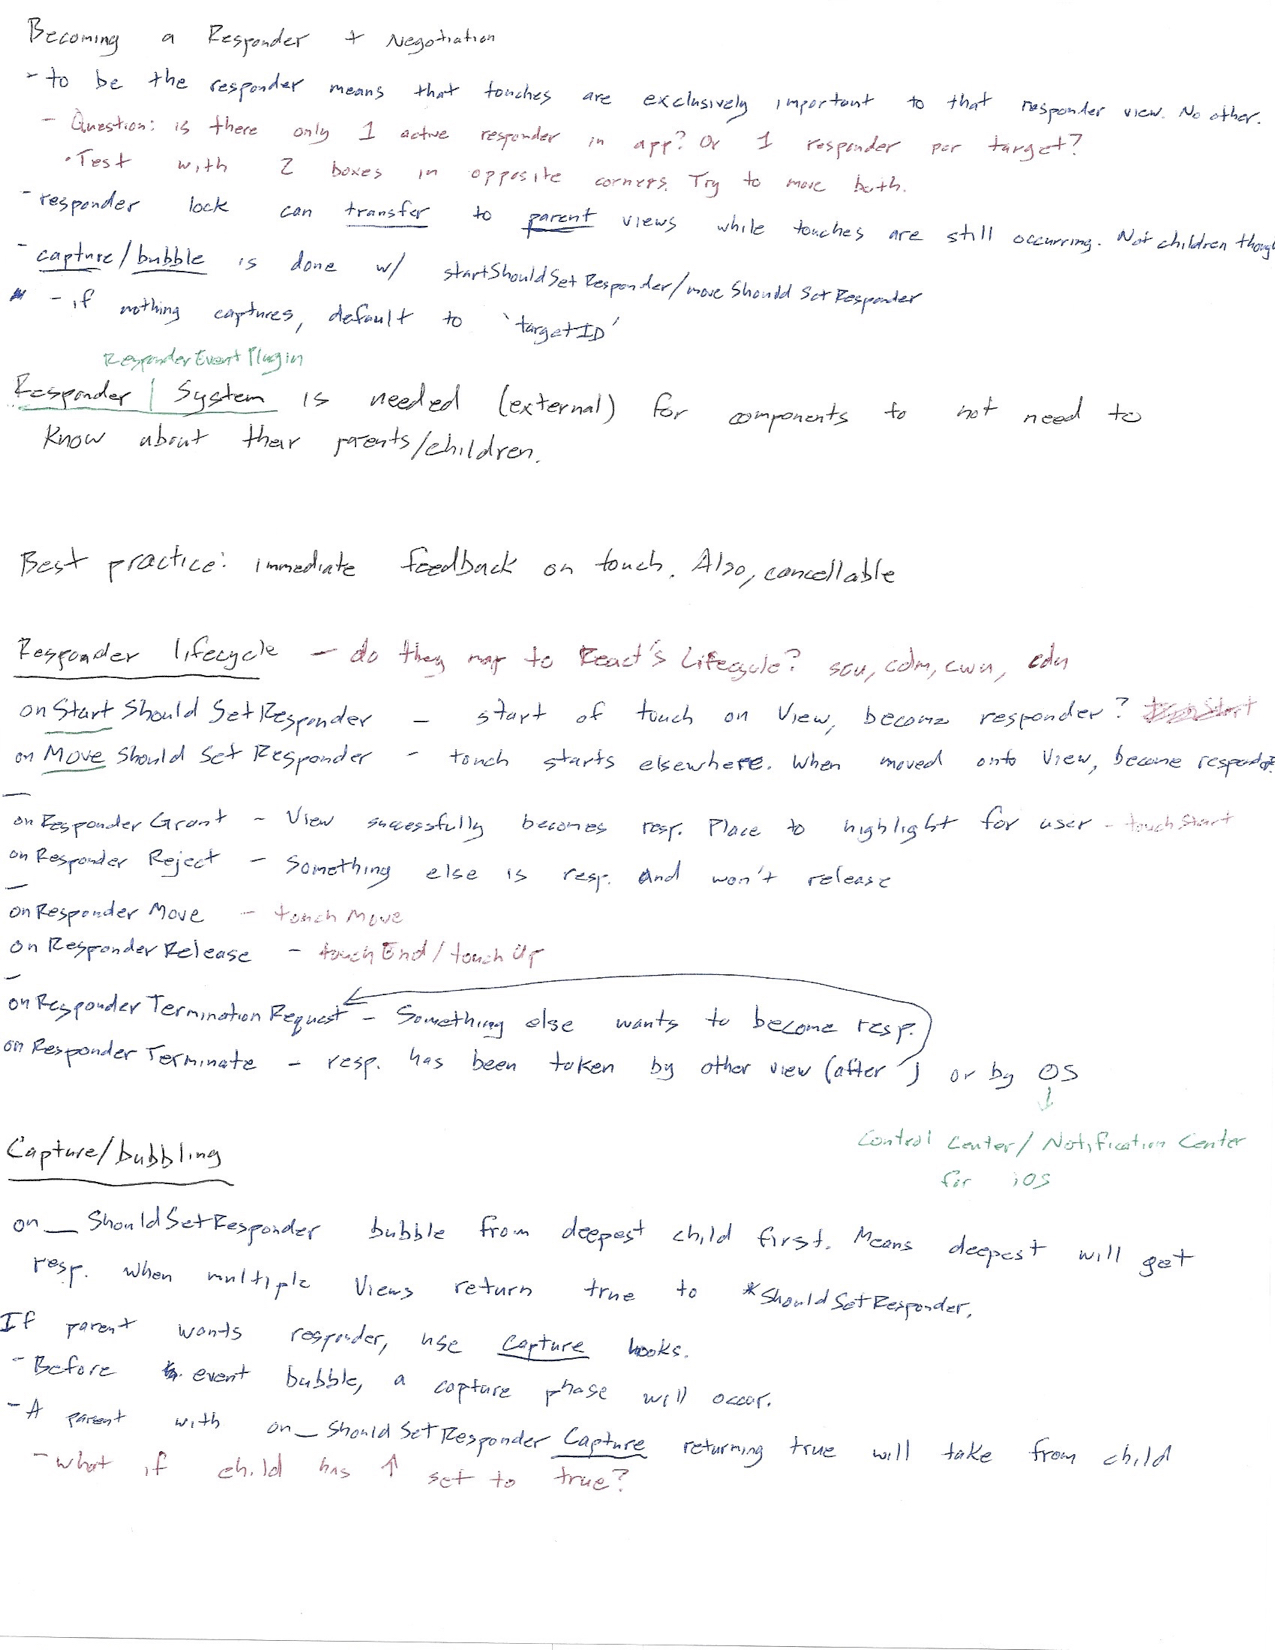 Becoming a Responder + Negotiation
- to be the responder means that touches are exclusively important to that responder view. No other.
- Question: is there only 1 active responder in app? Or 1 responder per target?
• Test with 2 boxes in opposite corners. Try to move both.
- responder lock can transfer to parent views while touches are still occurring. Not children though
- capture/bubble is done w/ startShouldSetResponder/moveShouldSetResponder
- if nothing captures, default to 'targetID'
ResponderEventPlugin
Responder | System is needed (external) for components to not need to
know about their parents/children.
Best practice: immediate feedback on touch. Also, cancellable
Responder lifecycle - do they map to React's Lifecycle? scu, cdm, cwu, cdu
onStartShouldSetResponder - start of touch on View, become responder?
onMoveShouldSetResponder - touch starts elsewhere. When moved onto View, become responder?
onResponderGrant - View successfully becomes resp. Place to highlight for user - touchStart
onResponderReject - Something else is resp. and won't release
onResponderMove - touchMove
onResponderRelease - touchEnd/touchUp
onResponderTerminationRequest - Something else wants to become resp.
onResponderTerminate - resp. has been taken by other view (after ) or by OS
Control Center/Notification Center
for iOS
Capture/bubbling
on_ShouldSetResponder bubble from deepest child first. Means deepest will get
resp. when multiple Views return true to *ShouldSetResponder.
If parent wants responder, use Capture hooks.
- Before event bubble, a capture phase will occur.
- A parent with on_ShouldSetResponderCapture returning true will take from child
- what if child has ↑ set to true?